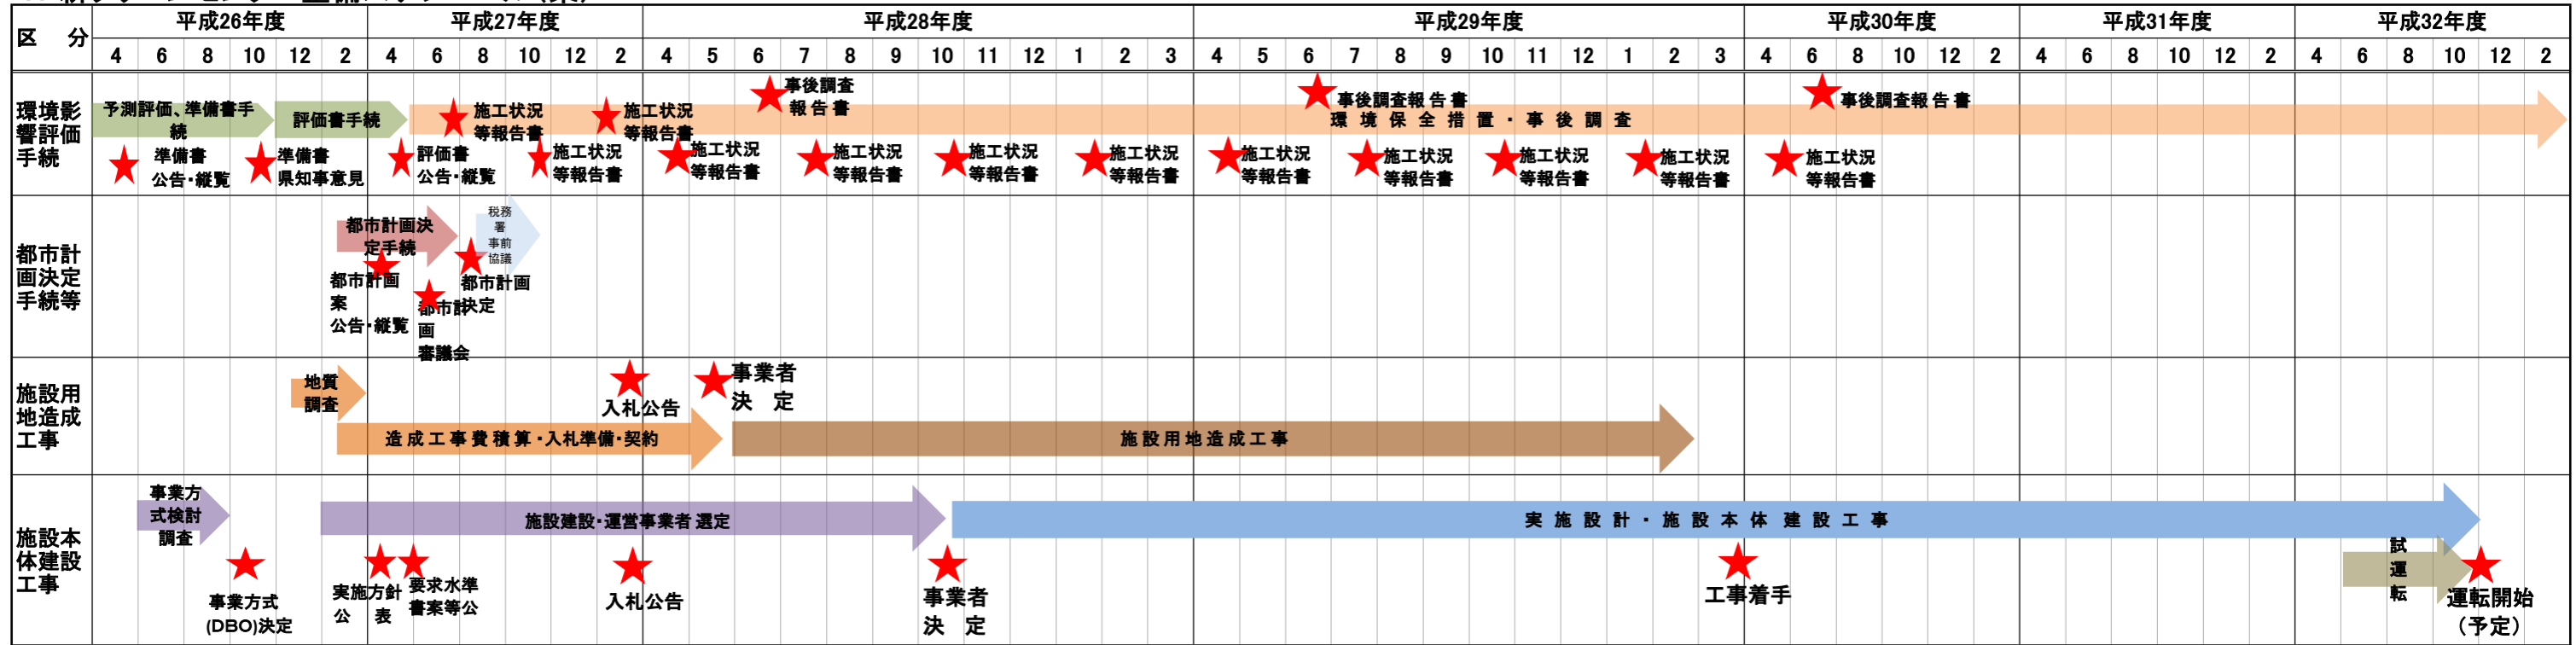 区 分
平成26年度 平成27年度 平成28年度 平成29年度 平成30年度 平成31年度 平成32年度
4 6 8 10 12 2 4 6 8 10 12 2 4 5 6 7 8 9 10 11 12 1 2 3 4 5 6 7 8 9 10 11 12 1 2 3 4 6 8 10 12 2 4 6 8 10 12 2 4 6 8 10 12 2
環境影
響評価
手続
予測評価、準備書手
続
評価書手続
施工状況
等報告書
施工状況
等報告書
事後調査
報告書
事後調査報告書
事後調査報告書
環境保全措置・事後調査
準備書
公告・縦覧
準備書
県知事意見
評価書
公告・縦覧
施工状況
等報告書
施工状況
等報告書
施工状況
等報告書
施工状況
等報告書
施工状況
等報告書
施工状況
等報告書
施工状況
等報告書
施工状況
等報告書
施工状況
等報告書
施工状況
等報告書
都市計
画決定
手続等
都市計画決
定手続
税務
署
事前
協議
都市計画
案
公告・縦覧
都市計
画
審議会
都市計画
決定
施設用
地造成
工事
地質
調査
入札公告
事業者
決 定
造成工事費積算・入札準備・契約
施設用地造成工事
施設本
体建設
工事
事業方
式検討
調査
施設建設・運営事業者選定
実施設計・施設本体建設工事
事業方式
(DBO)決定
実施方針
公 表
要求水準
書案等公
入札公告
事業者
決 定
工事着手
試
運
転
運転開始
（予定）